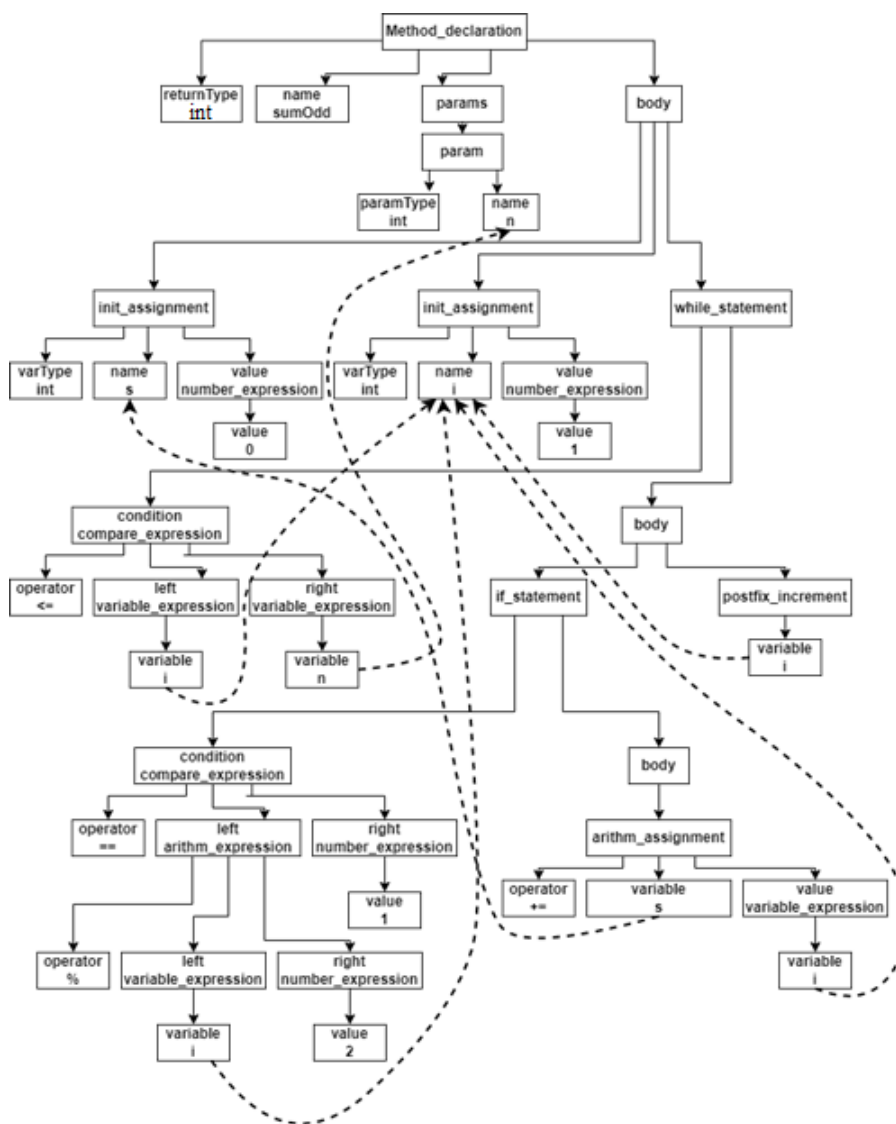 Method_declaration
returnType
int
name
sumOdd
params
body
param
paramType
int
name
n
init_assignment
init_assignment
while_statement
varType
int
name
s
value
number_expression
varType
int
name
i
value
number_expression
value
0
value
1
condition
compare_expression
body
operator
<=
left
variable_expression
right
variable_expression
if_statement
postfix_increment
variable
i
variable
n
variable
i
condition
compare_expression
body
operator
==
left
arithm_expression
right
number_expression
arithm_assignment
value
1
operator
+=
variable
s
value
variable_expression
operator
%
left
variable_expression
right
number_expression
variable
i
variable
i
value
2